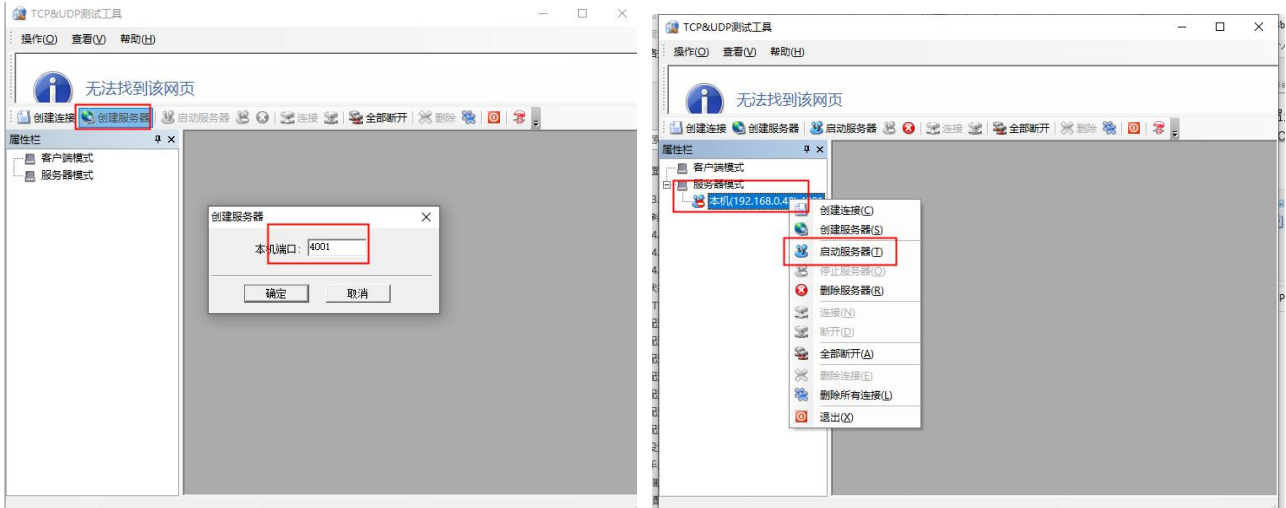 TCP&UDP测试工具
操作(O) 查看(V) 帮助(H)
无法找到该网页
创建连接 创建服务器 启动服务器 连接 全部断开 删除
属性栏
客户端模式
服务器模式
创建服务器
本机端口: 4001
确定 取消
TCP&UDP测试工具
操作(O) 查看(V) 帮助(H)
无法找到该网页
创建连接 创建服务器 启动服务器 连接 全部断开 删除
属性栏
客户端模式
服务器模式
创建连接(C)
创建服务器(S)
启动服务器(T)
停止服务器(O)
删除服务器(R)
连接(N)
断开(D)
全部断开(A)
删除连接(E)
删除所有连接(L)
退出(X)